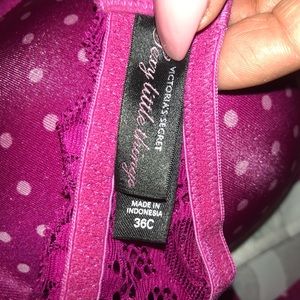 VICTORIA'S SECRET
Sexy little things
MADE IN
INDONESIA
36C